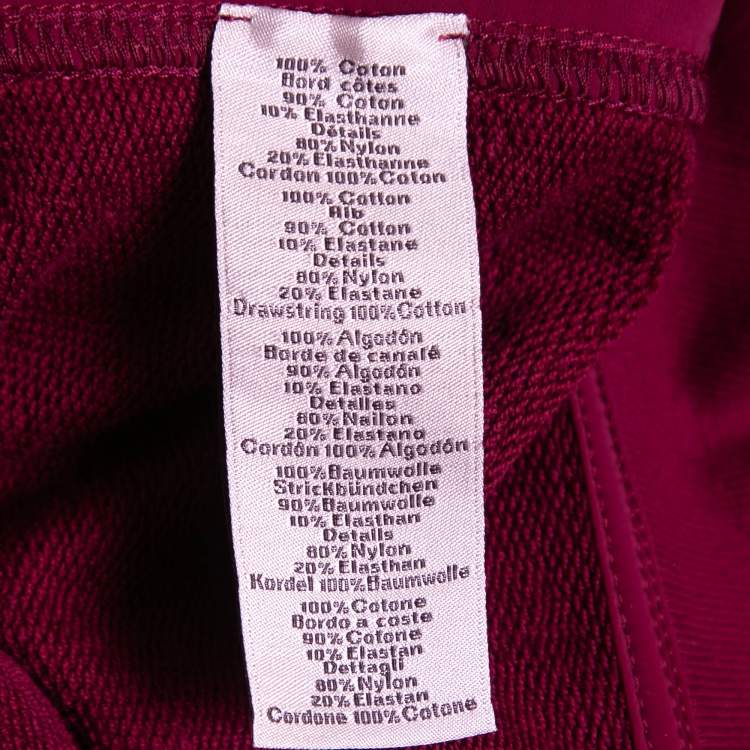 100% Coton
Bord côtes
90% Coton
10% Elasthanne
Détails
80% Nylon
20% Elasthanne
Cordon 100% Coton
100% Cotton
Rib
90% Cotton
10% Elastane
Details
80% Nylon
20% Elastane
Drawstring 100% Cotton
100% Algodón
Borde de canalé
90% Algodón
10% Elastano
Detalles
80% Nailon
20% Elastano
Cordón 100% Algodón
100% Baumwolle
Strickbündchen
90% Baumwolle
10% Elasthan
Details
80% Nylon
20% Elasthan
Kordel 100% Baumwolle
100% Cotone
Bordo a coste
90% Cotone
10% Elastan
Dettagli
80% Nylon
20% Elastan
Cordone 100% Cotone